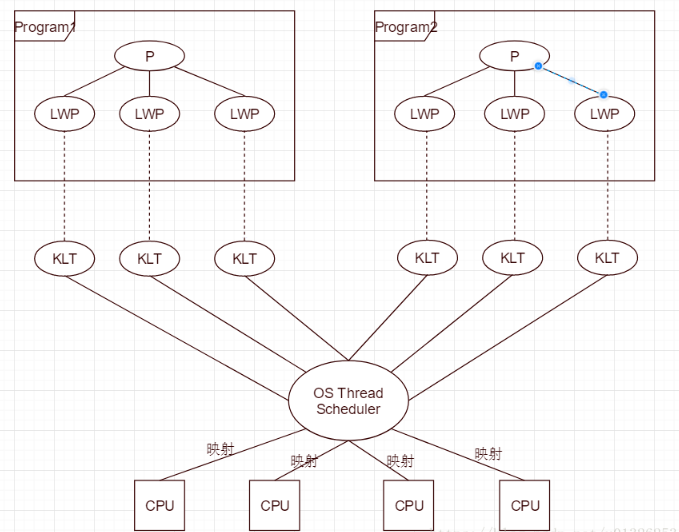 Program1
Program2
P
P
LWP
LWP
LWP
LWP
LWP
LWP
KLT
KLT
KLT
KLT
KLT
KLT
OS Thread
Scheduler
映射
映射
映射
映射
CPU
CPU
CPU
CPU